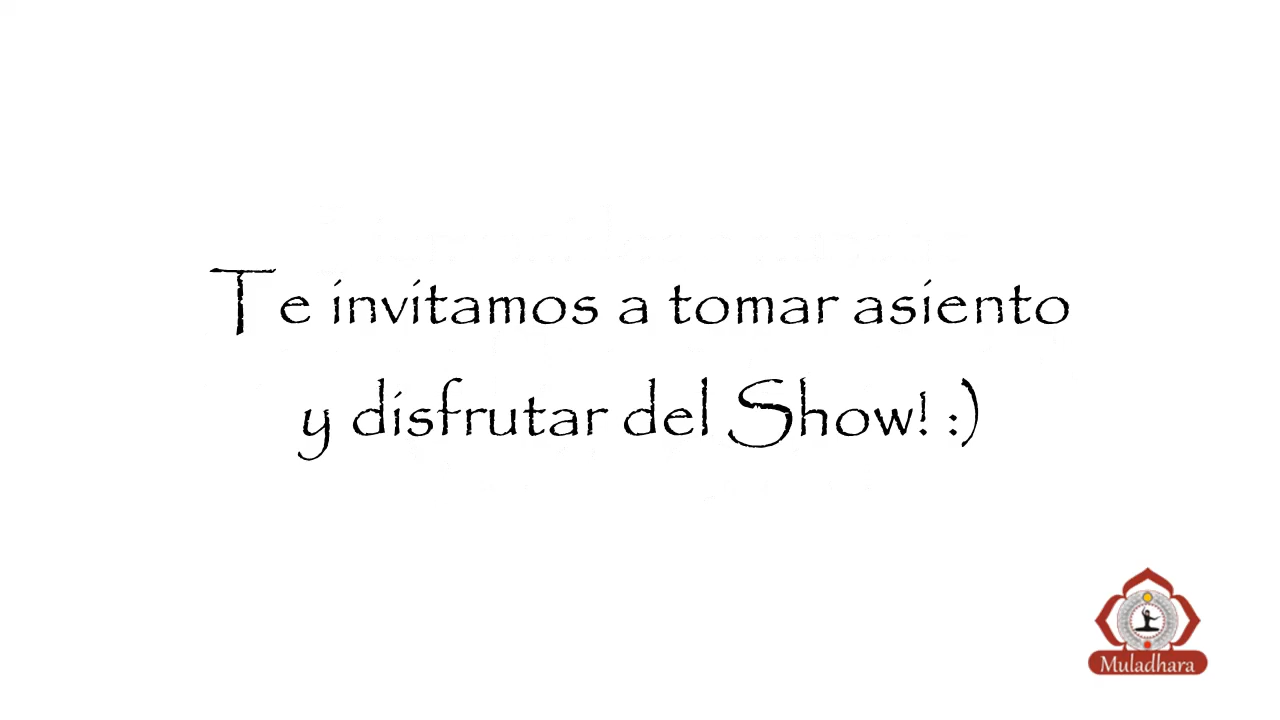 Te invitamos a tomar asiento
y disfrutar del Show! :)
Muladhara